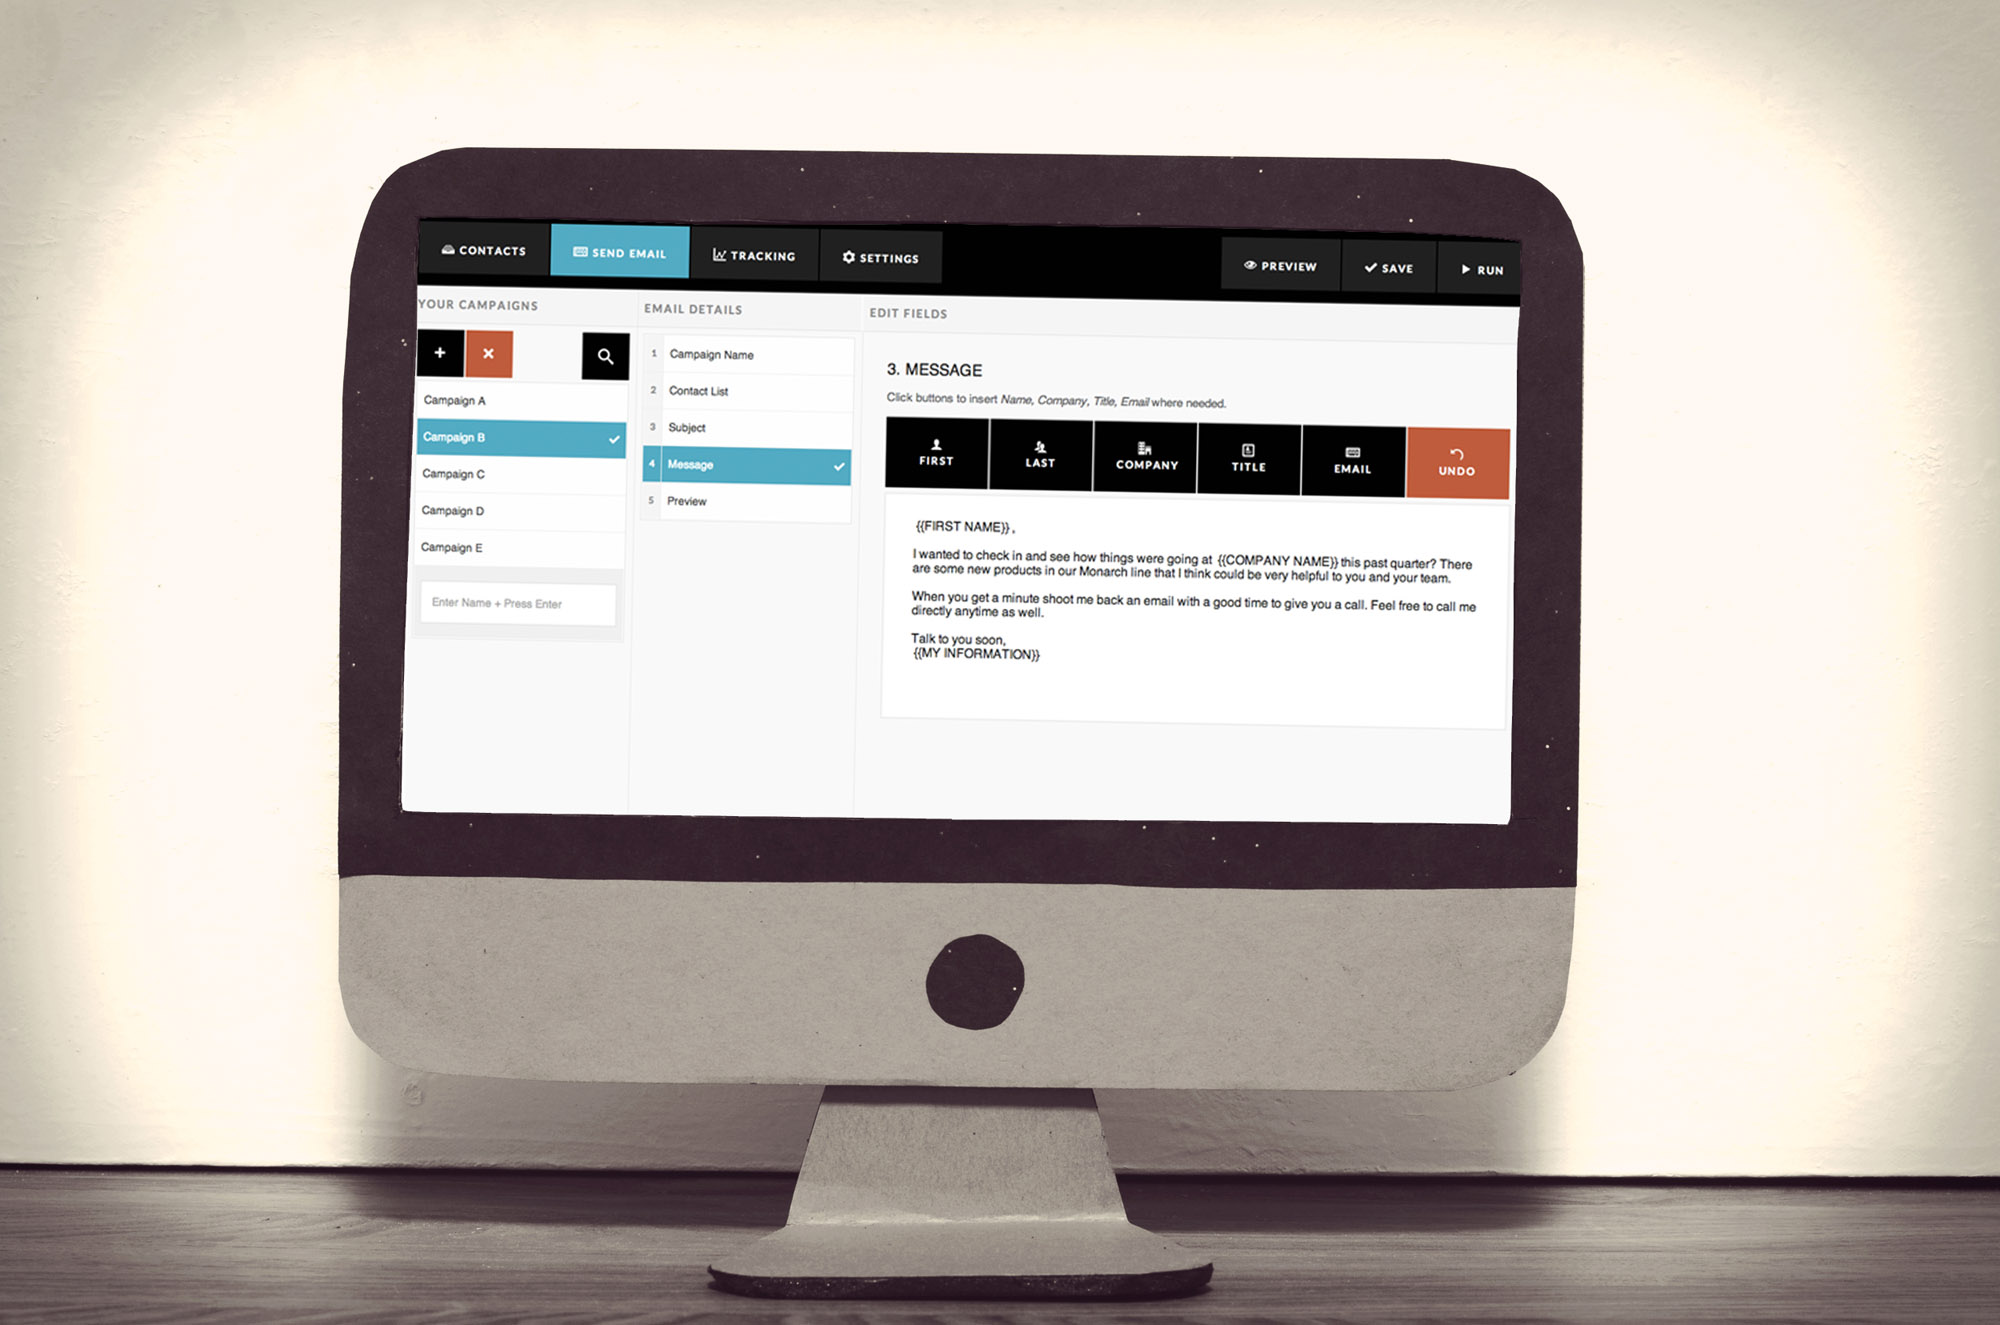 CONTACTS
SEND EMAIL
TRACKING
SETTINGS
PREVIEW
SAVE
RUN
YOUR CAMPAIGNS
Campaign A
Campaign B
Campaign C
Campaign D
Campaign E
Enter Name + Press Enter
EMAIL DETAILS
1 Campaign Name
2 Contact List
3 Subject
4 Message
5 Preview
EDIT FIELDS
3. MESSAGE
Click buttons to insert Name, Company, Title, Email where needed.
FIRST
LAST
COMPANY
TITLE
EMAIL
UNDO
{{FIRST NAME}} ,
I wanted to check in and see how things were going at {{COMPANY NAME}} this past quarter? There
are some new products in our Monarch line that I think could be very helpful to you and your team.
When you get a minute shoot me back an email with a good time to give you a call. Feel free to call me
directly anytime as well.
Talk to you soon,
{{MY INFORMATION}}